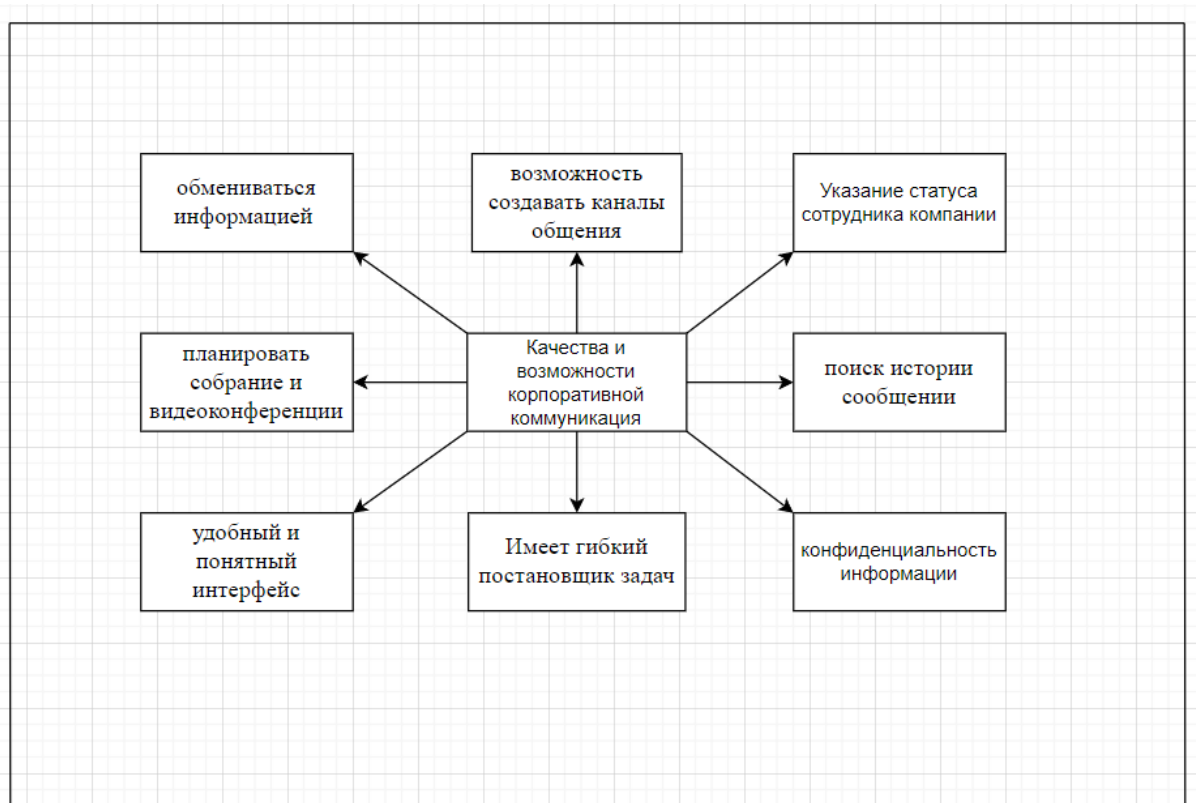 обмениваться
информацией
возможность
создавать каналы
общения
Указание статуса
сотрудника компании
планировать
собрание и
видеоконференции
Качества и
возможности
корпоративной
коммуникация
поиск истории
сообщении
удобный и
понятный
интерфейс
Имеет гибкий
постановщик задач
конфиденциальность
информации